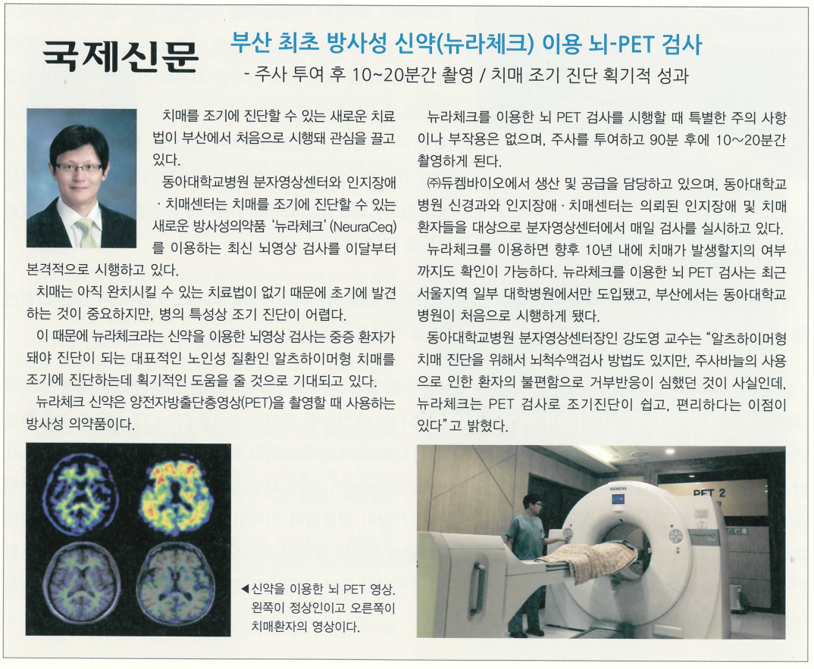 국제신문
부산 최초 방사성 신약(뉴라체크) 이용 뇌-PET 검사
- 주사 투여 후 10~20분간 촬영 / 치매 조기 진단 획기적 성과
치매를 조기에 진단할 수 있는 새로운 치료
법이 부산에서 처음으로 시행돼 관심을 끌고
있다.
동아대학교병원 분자영상센터와 인지장애
·치매센터는 치매를 조기에 진단할 수 있는
새로운 방사성의약품 ‘뉴라체크’(NeuraCeq)
를 이용하는 최신 뇌영상 검사를 이달부터
본격적으로 시행하고 있다.
치매는 아직 완치시킬 수 있는 치료법이 없기 때문에 초기에 발견
하는 것이 중요하지만, 병의 특성상 조기 진단이 어렵다.
이 때문에 뉴라체크라는 신약을 이용한 뇌영상 검사는 중증 환자가
돼야 진단이 되는 대표적인 노인성 질환인 알츠하이머형 치매를
조기에 진단하는데 획기적인 도움을 줄 것으로 기대되고 있다.
뉴라체크 신약은 양전자방출단층영상(PET)을 촬영할 때 사용하는
방사성 의약품이다.
◀신약을 이용한 뇌 PET 영상.
왼쪽이 정상인이고 오른쪽이
치매환자의 영상이다.
뉴라체크를 이용한 뇌 PET 검사를 시행할 때 특별한 주의 사항
이나 부작용은 없으며, 주사를 투여하고 90분 후에 10~20분간
촬영하게 된다.
㈜듀켐바이오에서 생산 및 공급을 담당하고 있으며, 동아대학교
병원 신경과와 인지장애·치매센터는 의뢰된 인지장애 및 치매
환자들을 대상으로 분자영상센터에서 매일 검사를 실시하고 있다.
뉴라체크를 이용하면 향후 10년 내에 치매가 발생할지의 여부
까지도 확인이 가능하다. 뉴라체크를 이용한 뇌 PET 검사는 최근
서울지역 일부 대학병원에서만 도입됐고, 부산에서는 동아대학교
병원이 처음으로 시행하게 됐다.
동아대학교병원 분자영상센터장인 강도영 교수는 “알츠하이머형
치매 진단을 위해서 뇌척수액검사 방법도 있지만, 주사바늘의 사용
으로 인한 환자의 불편함으로 거부반응이 심했던 것이 사실인데,
뉴라체크는 PET 검사로 조기진단이 쉽고, 편리하다는 이점이
있다”고 밝혔다.
SIEMENS
PET 2